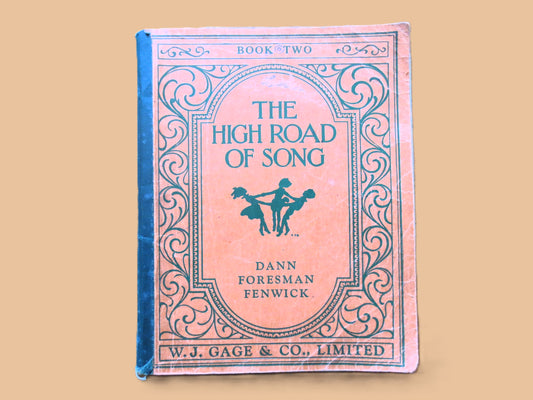 BOOK TWO
THE
HIGH ROAD
OF SONG
DANN
FORESMAN
FENWICK
W. J. GAGE & CO., LIMITED